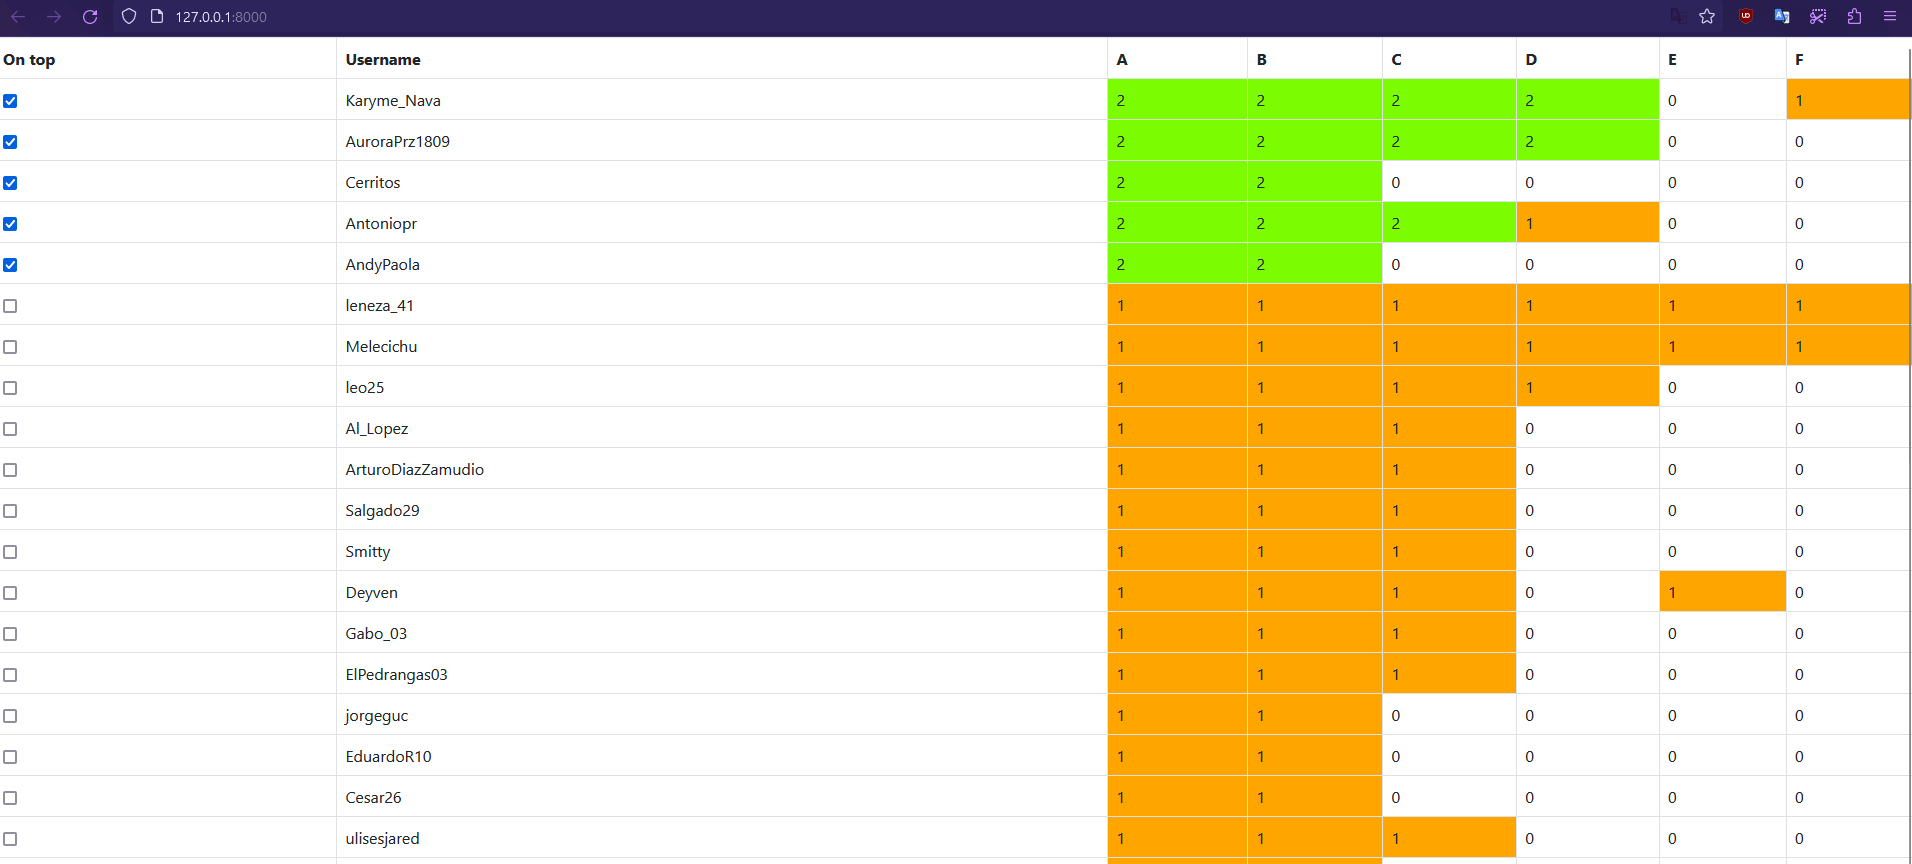 127.0.0.1:8000
On top Username A B C D E F
Karyme_Nava 2 2 2 2 0 1
AuroraPrz1809 2 2 2 2 0 0
Cerritos 2 2 0 0 0 0
Antoniopr 2 2 2 1 0 0
AndyPaola 2 2 0 0 0 0
leneza_41 1 1 1 1 1 1
Melecichu 1 1 1 1 1 1
leo25 1 1 1 1 0 0
Al_Lopez 1 1 1 0 0 0
ArturoDiazZamudio 1 1 1 0 0 0
Salgado29 1 1 1 0 0 0
Smitty 1 1 1 0 0 0
Deyven 1 1 1 0 1 0
Gabo_03 1 1 1 0 0 0
ElPedrangas03 1 1 1 0 0 0
jorgeguc 1 1 0 0 0 0
EduardoR10 1 1 0 0 0 0
Cesar26 1 1 0 0 0 0
ulisesjared 1 1 1 0 0 0